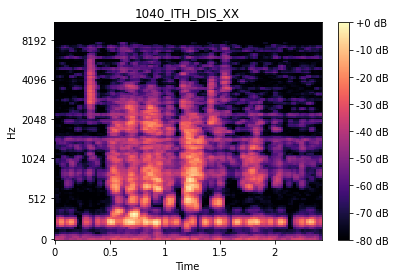 1040_ITH_DIS_XX
8192
4096
2048
1024
512
0
Hz
0
0.5
1
1.5
2
Time
+0 dB
-10 dB
-20 dB
-30 dB
-40 dB
-50 dB
-60 dB
-70 dB
-80 dB